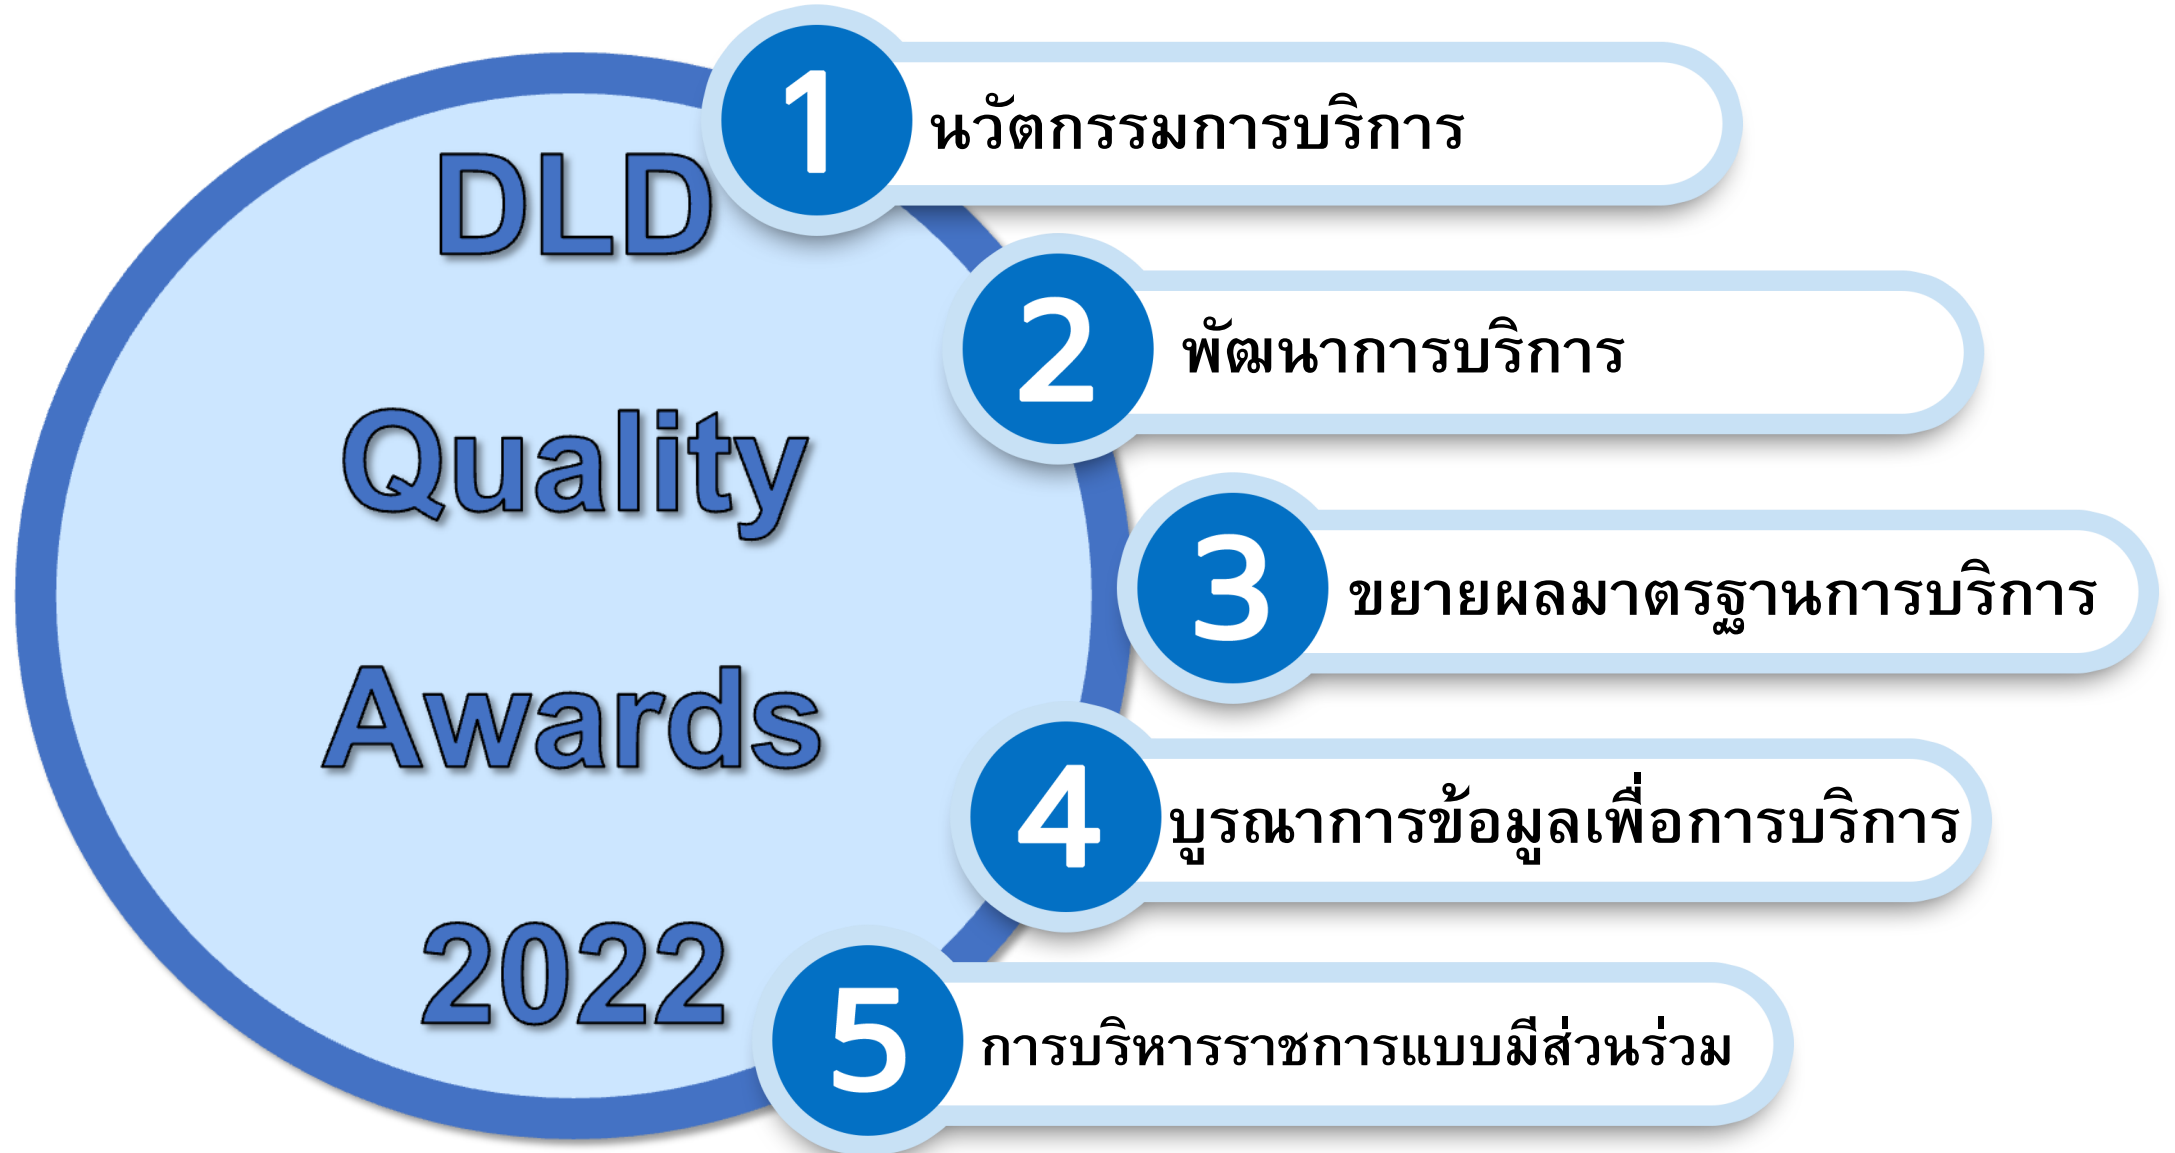 DLD
Quality
Awards
2022
1 นวัตกรรมการบริการ
2 พัฒนาการบริการ
3 ขยายผลมาตรฐานการบริการ
4 บูรณาการข้อมูลเพื่อการบริการ
5 การบริหารราชการแบบมีส่วนร่วม